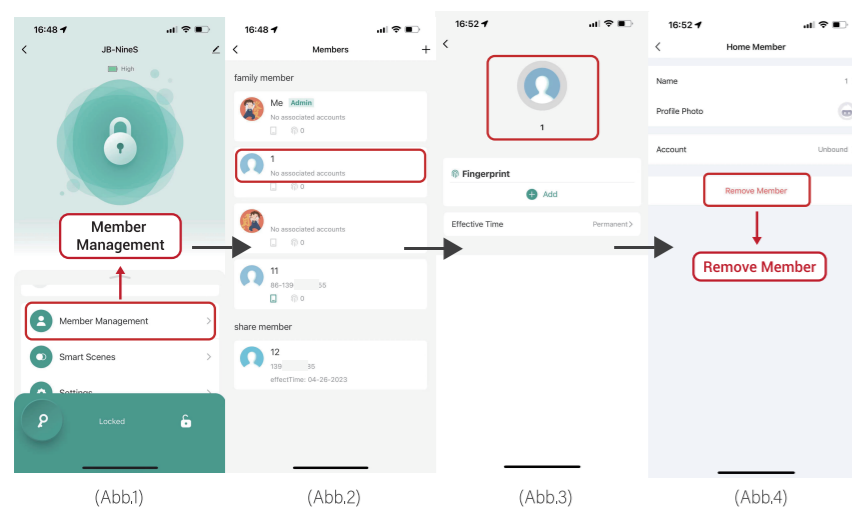 16:48
JB-NineS
High
Member
Management
Member Management
Smart Scenes
Settings
Locked
(Abb.1)
16:48
Members
family member
Me Admin
No associated accounts
0
1
No associated accounts
0
No associated accounts
0
11
86-139 55
0
share member
12
139 35
effectTime: 04-26-2023
(Abb.2)
16:52
1
Fingerprint
Add
Effective Time Permanent
(Abb.3)
16:52
Home Member
Name 1
Profile Photo
Account Unbound
Remove Member
Remove Member
(Abb.4)